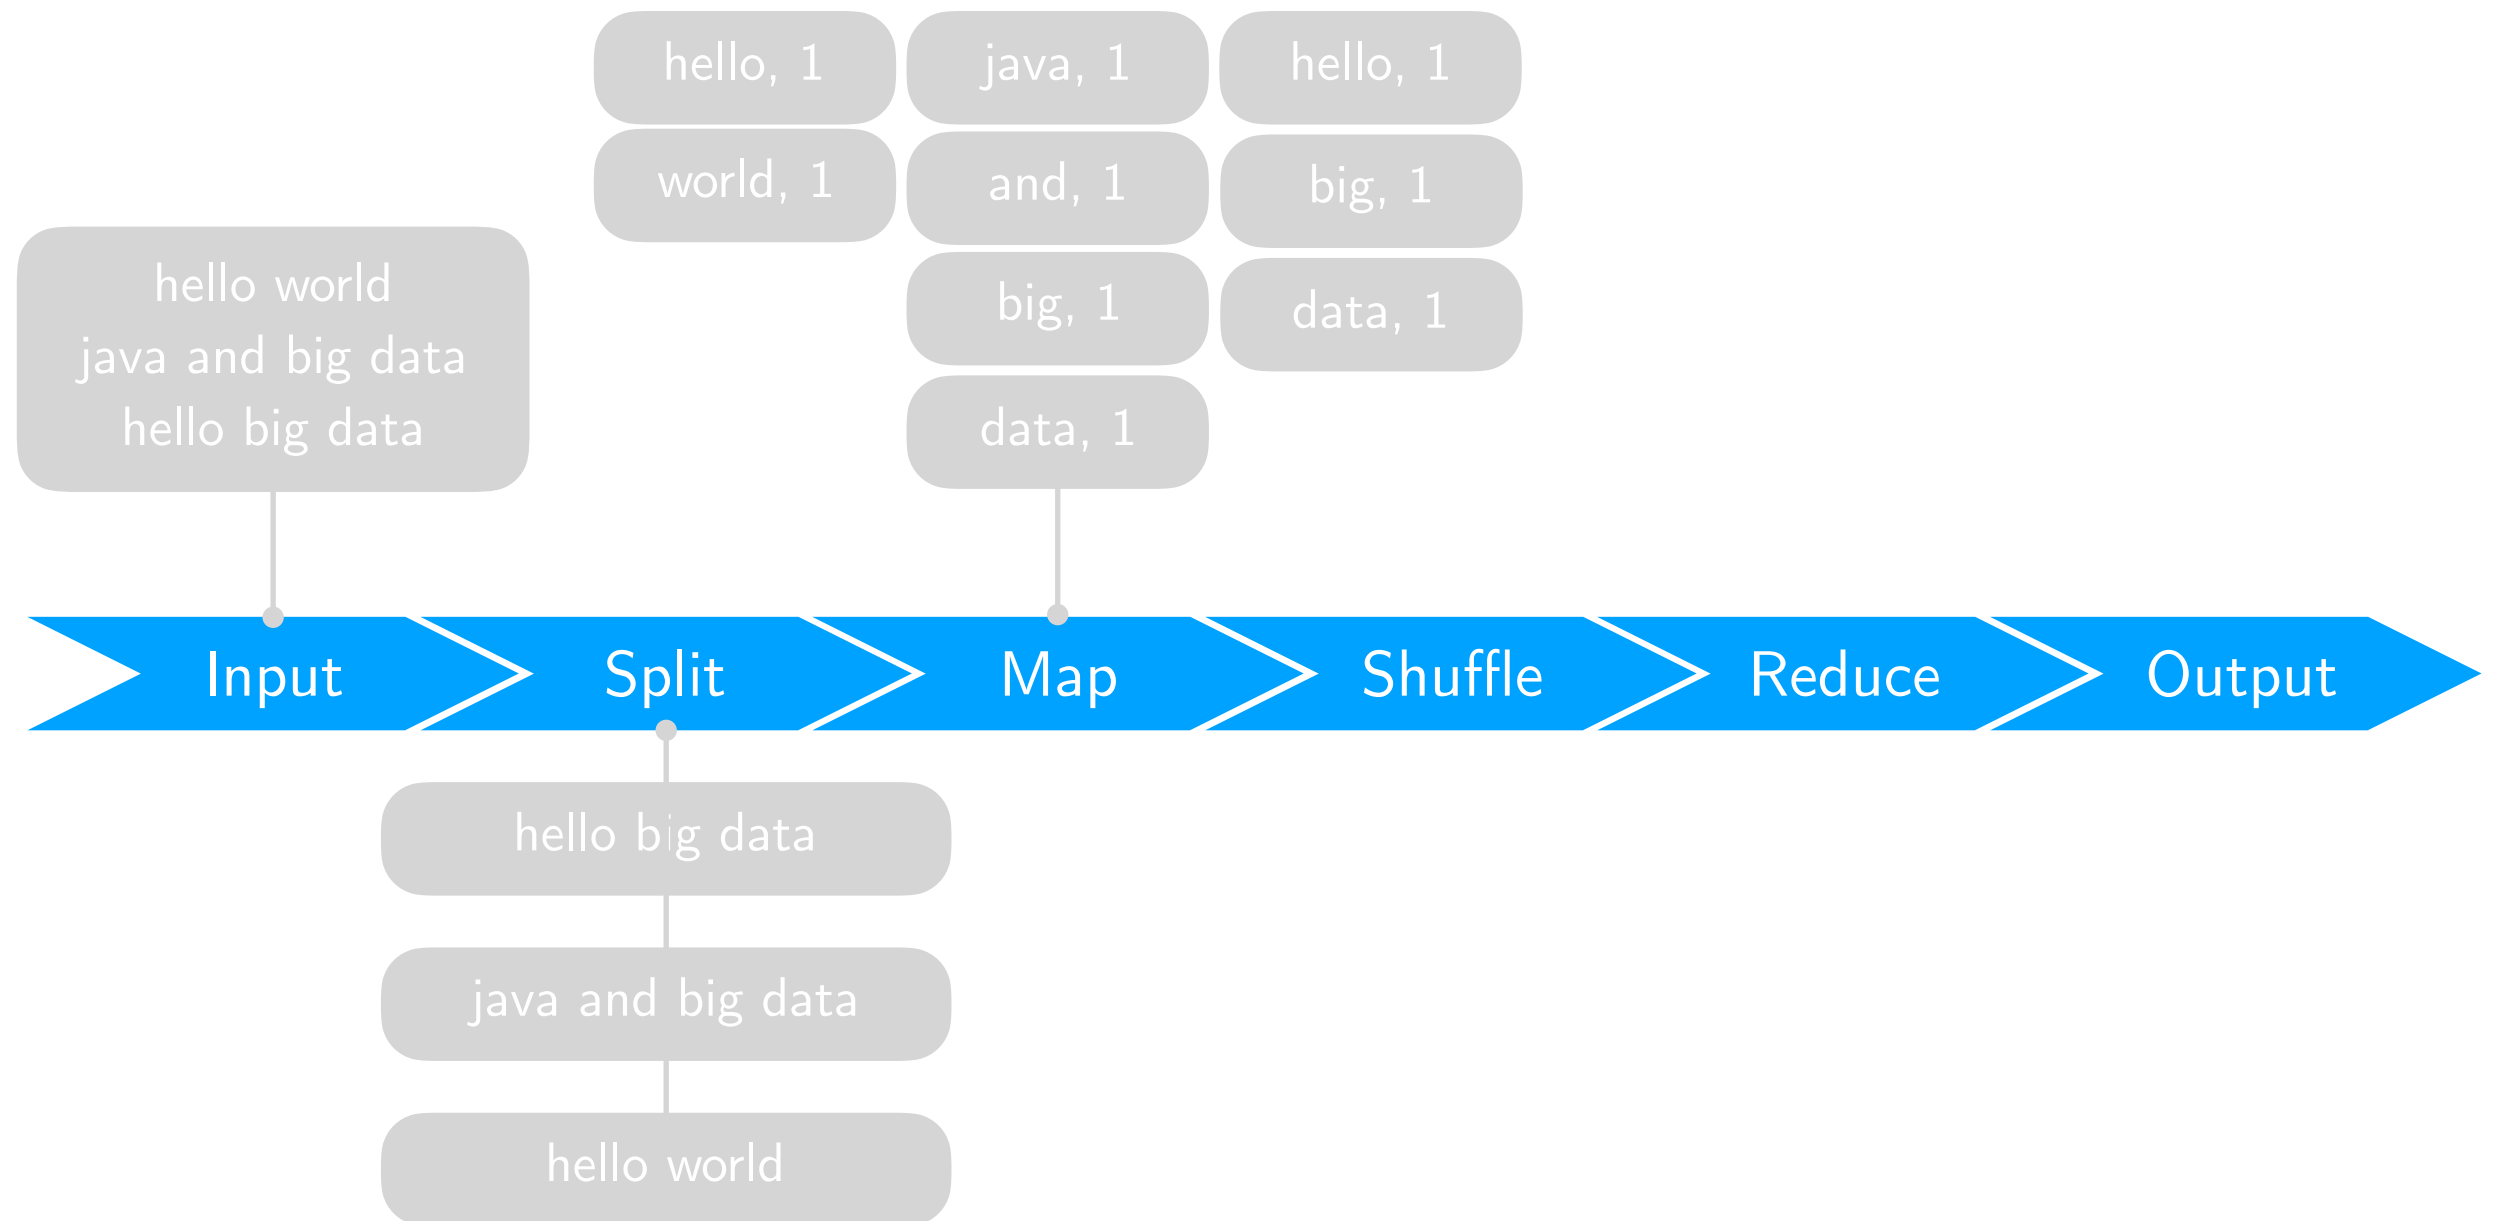 hello, 1
world, 1
java, 1
and, 1
big, 1
data, 1
hello, 1
big, 1
data, 1
hello world
java and big data
hello big data
Input
Split
Map
Shuffle
Reduce
Output
hello big data
java and big data
hello world